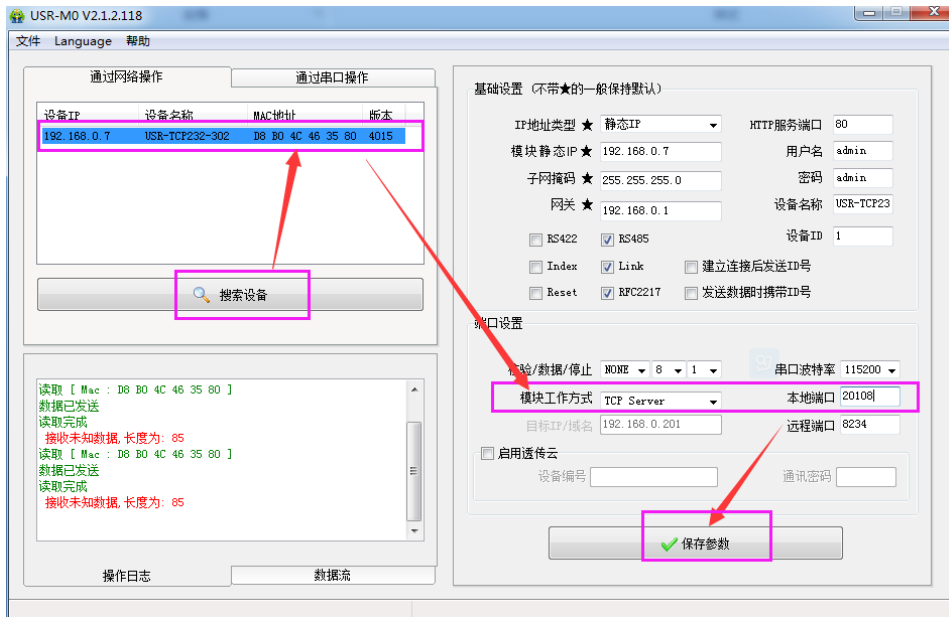 USR-M0 V2.1.2.118
文件 Language 帮助
通过网络操作 通过串口操作
设备IP 设备名称 MAC地址 版本
192.168.0.7 USR-TCP232-302 D8 B0 4C 46 35 80 4015
搜索设备
读取 [ Mac : D8 B0 4C 46 35 80 ]
数据已发送
读取完成
接收未知数据,长度为: 85
读取 [ Mac : D8 B0 4C 46 35 80 ]
数据已发送
读取完成
接收未知数据,长度为: 85
操作日志 数据流
基础设置 (不带★的一般保持默认)
IP地址类型 ★ 静态IP HTTP服务端口 80
模块静态IP ★ 192.168.0.7 用户名 admin
子网掩码 ★ 255.255.255.0 密码 admin
网关 ★ 192.168.0.1 设备名称 USR-TCP23
RS422 RS485 设备ID 1
Index Link 建立连接后发送ID号
Reset RFC2217 发送数据时携带ID号
端口设置
校验/数据/停止 NONE 8 1 串口波特率 115200
模块工作方式 TCP Server 本地端口 20108
目标IP/域名 192.168.0.201 远程端口 8234
启用透传云
设备编号 通讯密码
保存参数